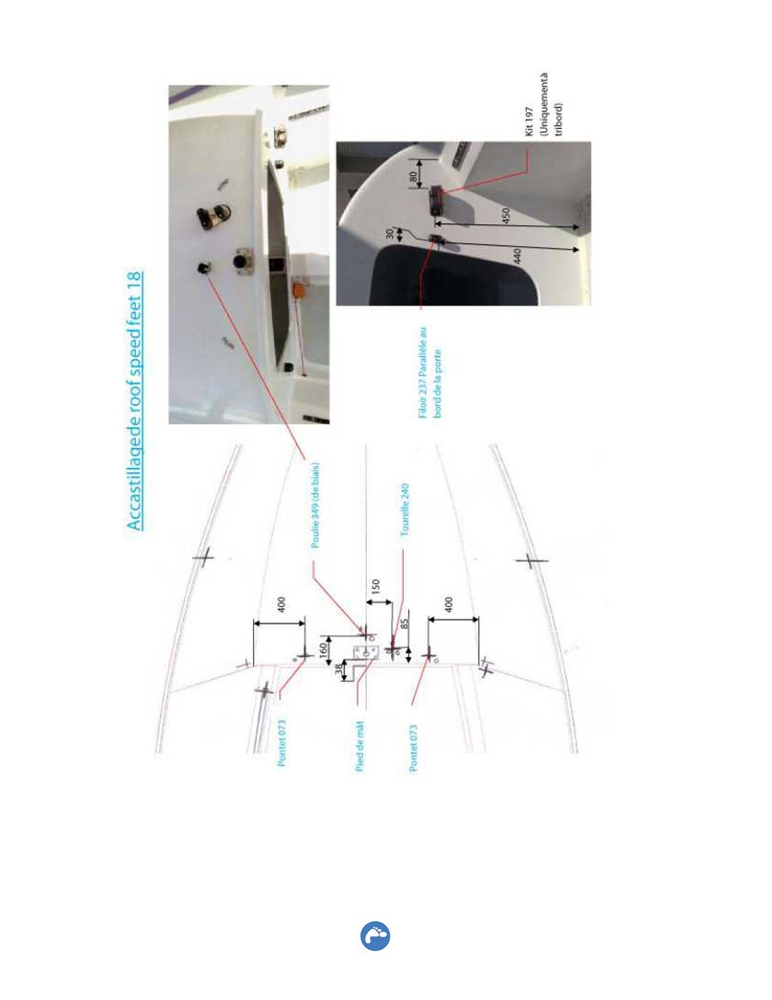 Accastillagede roof speed feet 18
Kit 197
(Uniquementà
tribord)
80
30
450
440
Filoir 237 Parallèle au
bord de la porte
Poulie 349 (de biais)
Tourelle 240
150
400
160
85
400
38
Pontet 073
Pied de mât
Pontet 073